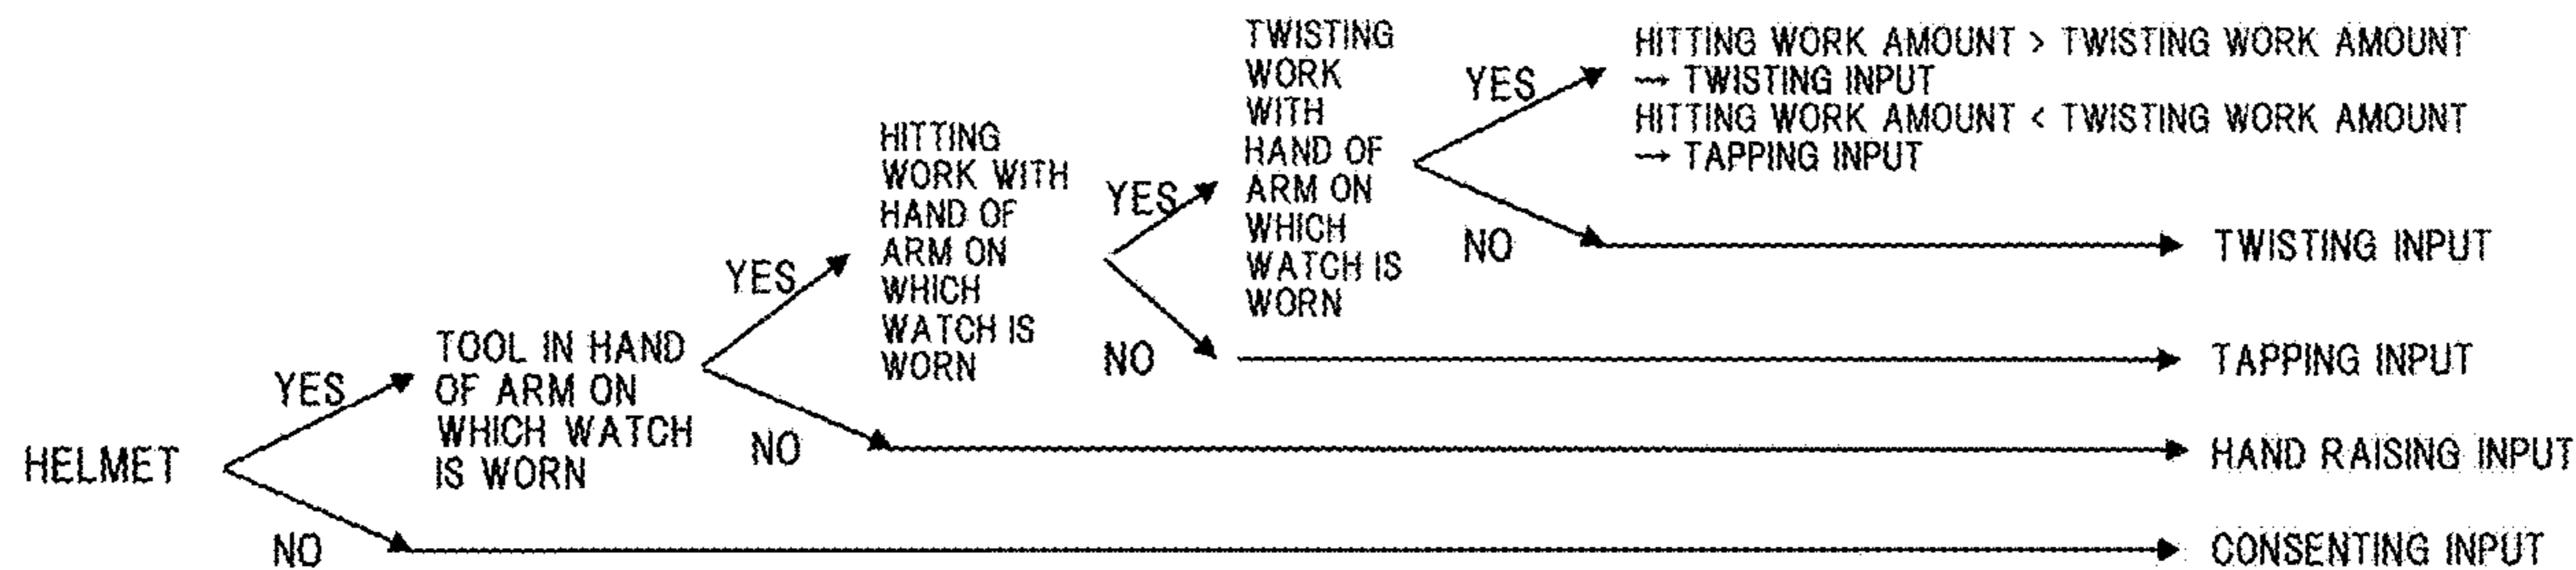 HELMET
YES
NO
TOOL IN HAND
OF ARM ON
WHICH WATCH
IS WORN
YES
NO
HITTING
WORK WITH
HAND OF
ARM ON
WHICH
WATCH IS
WORN
YES
NO
TWISTING
WORK
WITH
HAND OF
ARM ON
WHICH
WATCH IS
WORN
YES
NO
HITTING WORK AMOUNT > TWISTING WORK AMOUNT
→ TWISTING INPUT
HITTING WORK AMOUNT < TWISTING WORK AMOUNT
→ TAPPING INPUT
TWISTING INPUT
TAPPING INPUT
HAND RAISING INPUT
CONSENTING INPUT